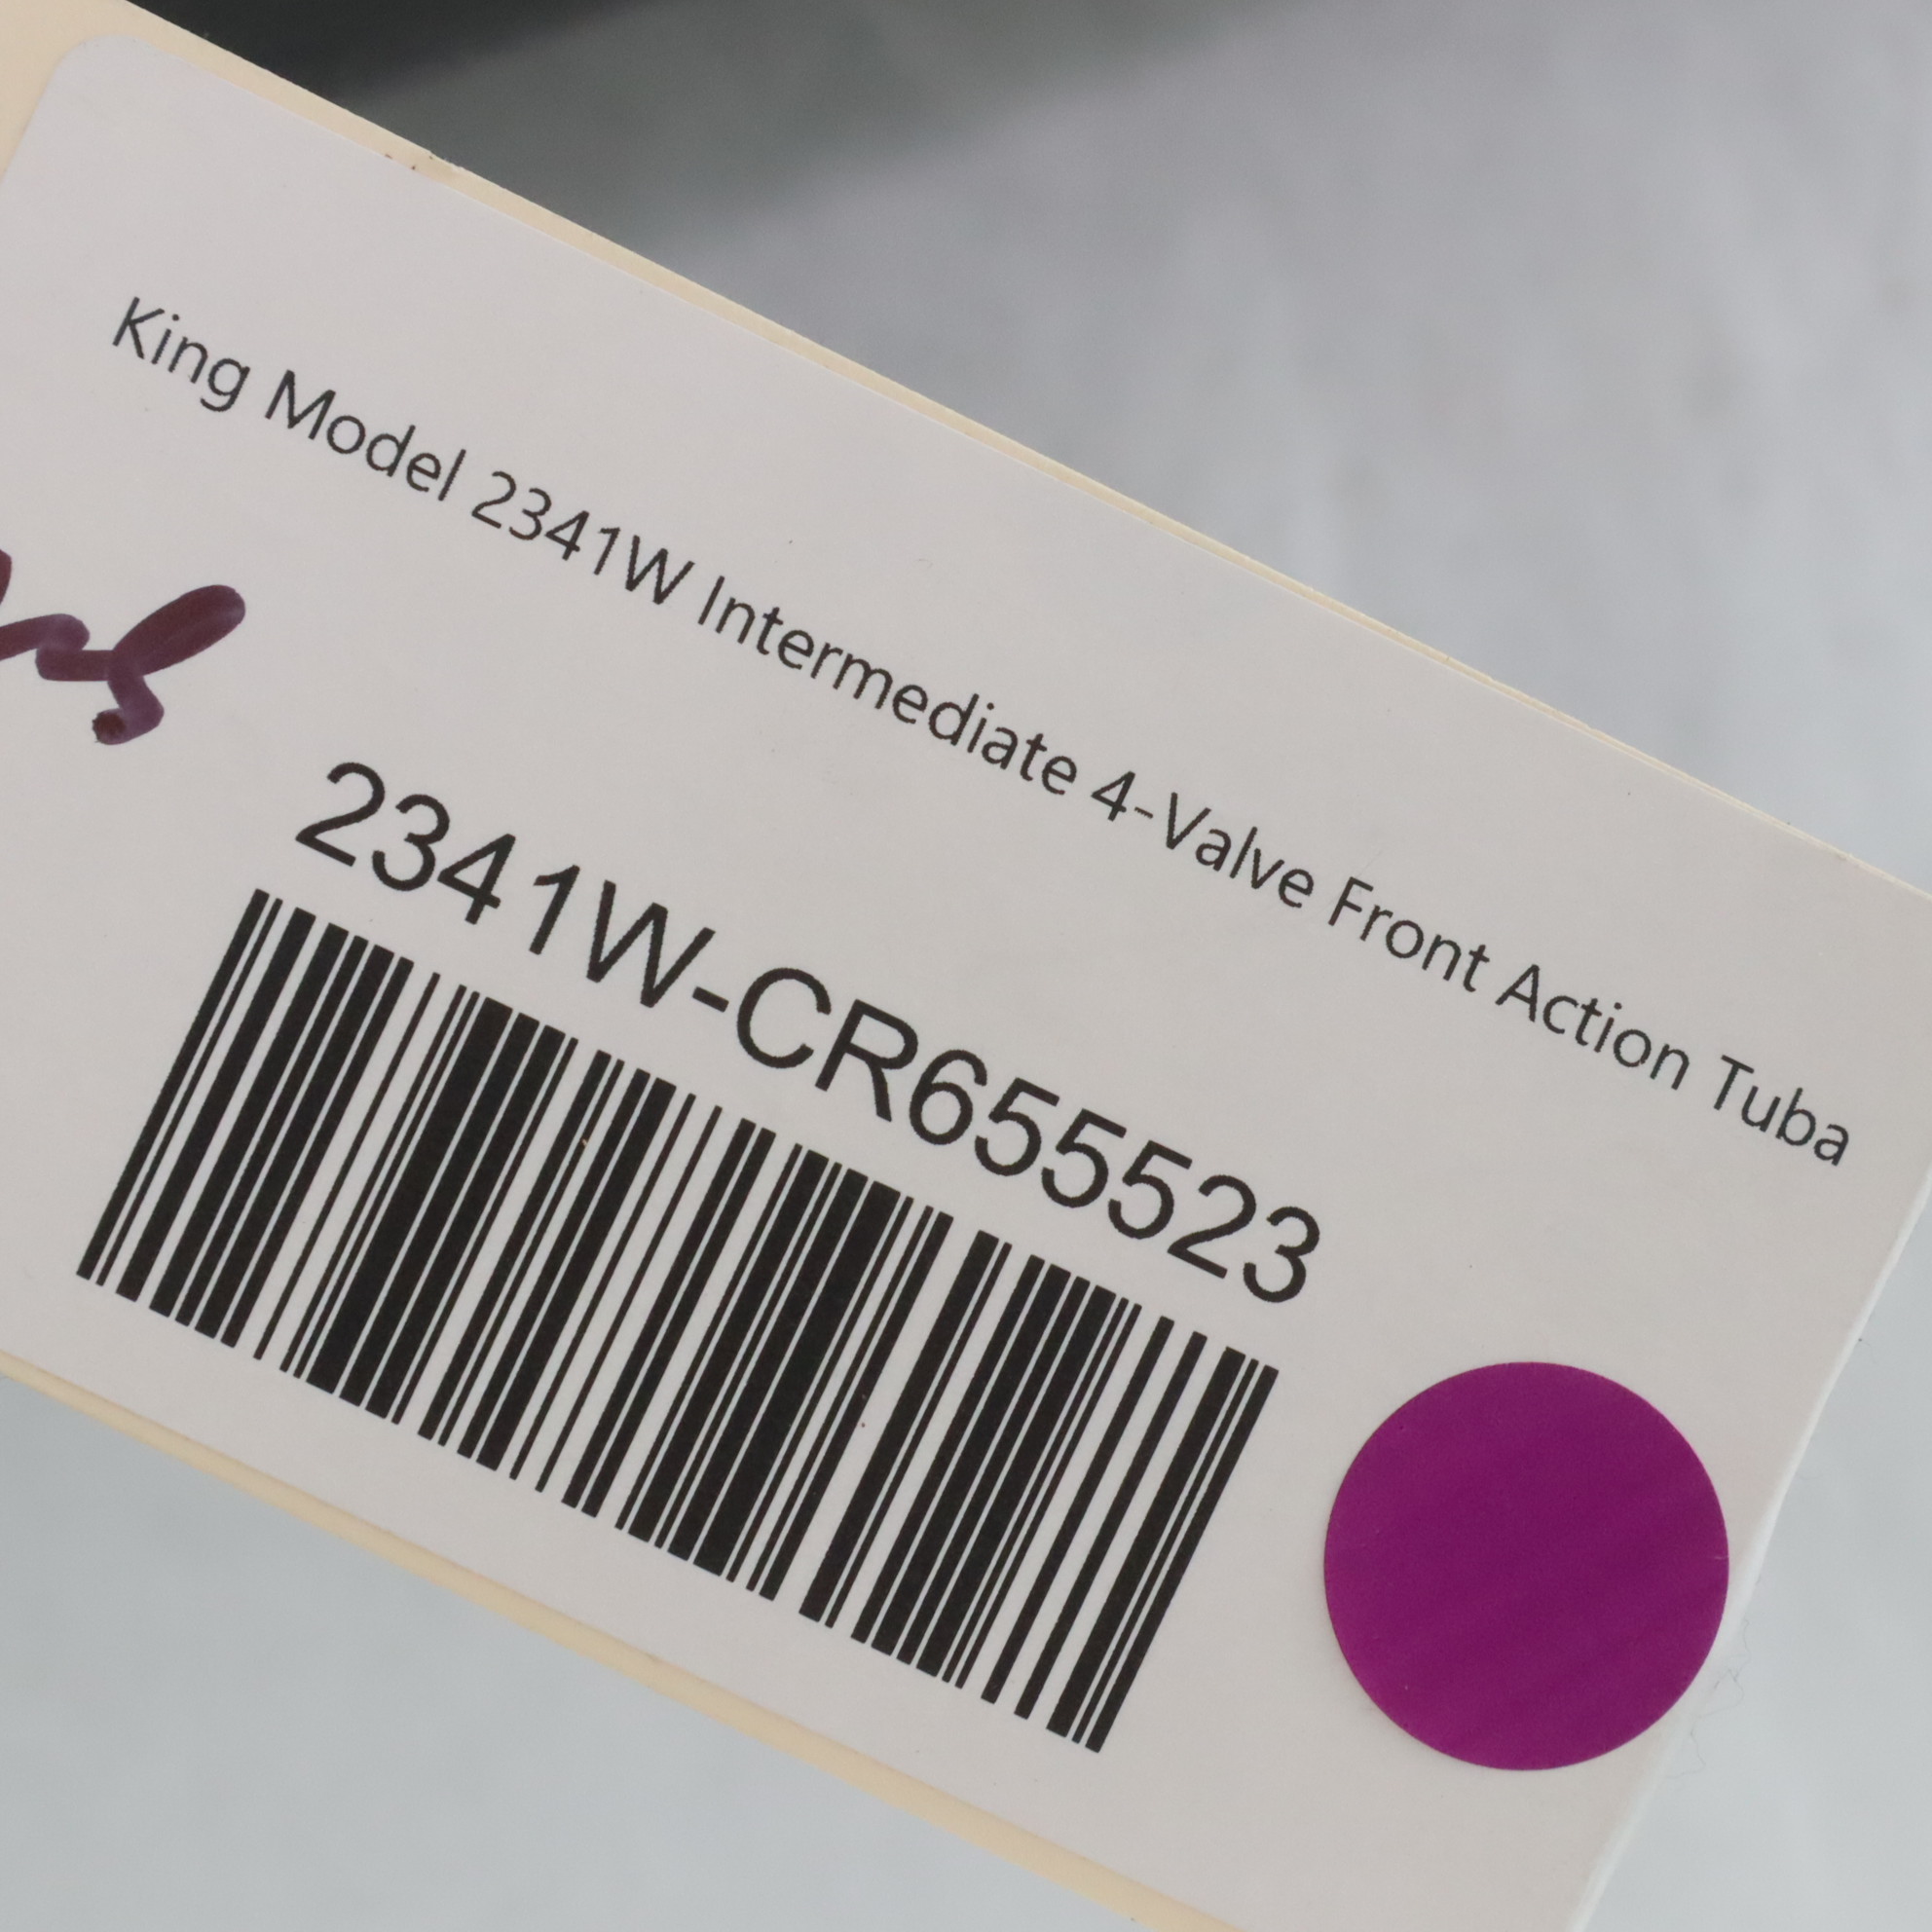 King Model 2341W Intermediate 4-Valve Front Action Tuba
2341W-CR655523